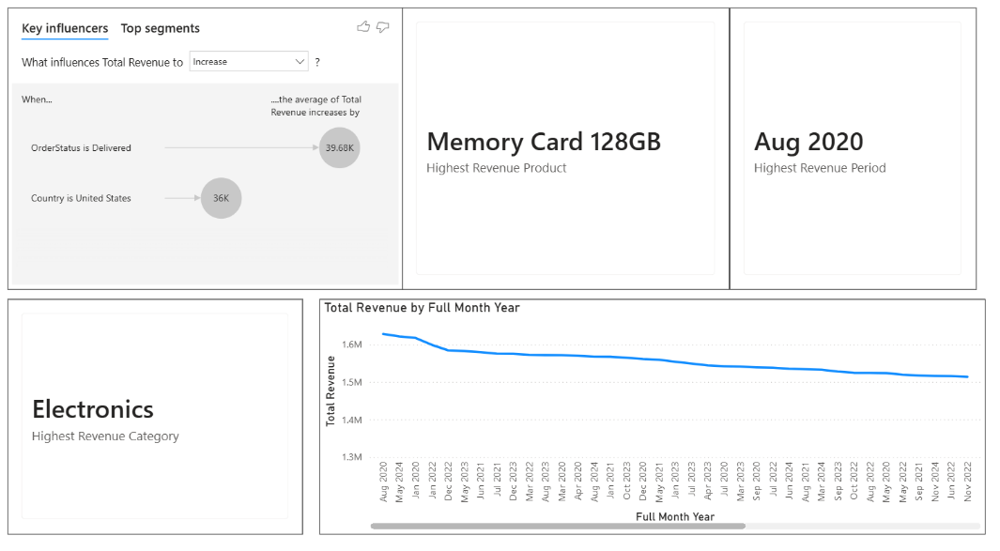 Key influencers Top segments
What influences Total Revenue to Increase ?
When...
....the average of Total
Revenue increases by
OrderStatus is Delivered 39.68K
Country is United States 36K
Memory Card 128GB
Highest Revenue Product
Aug 2020
Highest Revenue Period
Electronics
Highest Revenue Category
Total Revenue by Full Month Year
Total Revenue
1.6M
1.5M
1.4M
1.3M
Aug 2020
May 2024
Jan 2020
Jan 2022
Dec 2022
May 2023
Jun 2021
Jul 2021
Dec 2023
Mar 2022
Aug 2023
Mar 2020
Apr 2020
Aug 2024
Jan 2021
Oct 2023
Dec 2020
May 2021
Jan 2023
Jul 2023
Apr 2023
Jul 2020
Mar 2023
Sep 2020
Jul 2022
Jun 2024
Aug 2021
Mar 2024
Sep 2023
Oct 2022
Aug 2022
May 2020
May 2022
Sep 2021
Nov 2024
Jun 2022
Nov 2022
Full Month Year